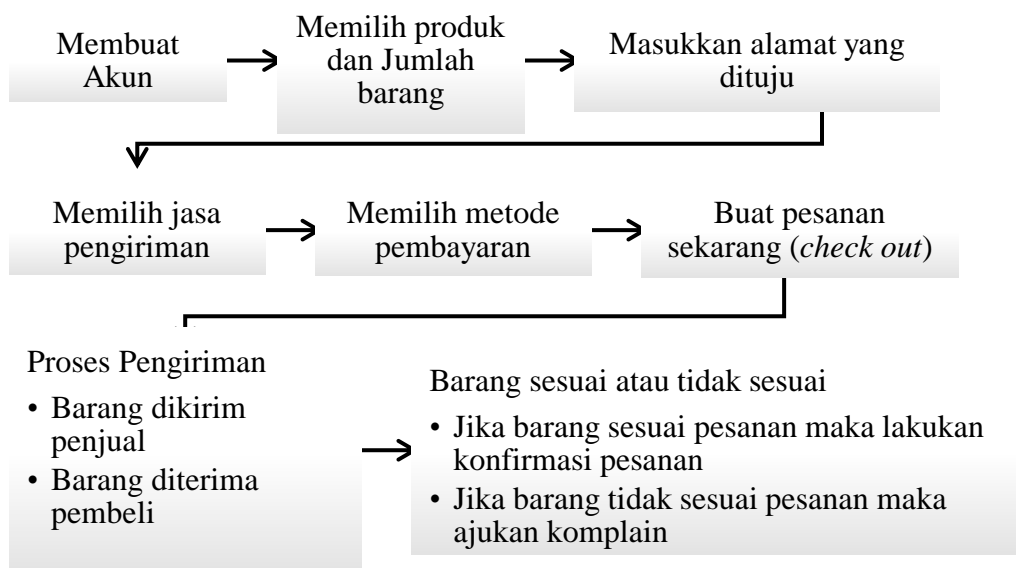 Membuat
Akun
Memilih produk
dan Jumlah
barang
Masukkan alamat yang
dituju
Memilih jasa
pengiriman
Memilih metode
pembayaran
Buat pesanan
sekarang (check out)
Proses Pengiriman
• Barang dikirim
penjual
• Barang diterima
pembeli
Barang sesuai atau tidak sesuai
• Jika barang sesuai pesanan maka lakukan
konfirmasi pesanan
• Jika barang tidak sesuai pesanan maka
ajukan komplain